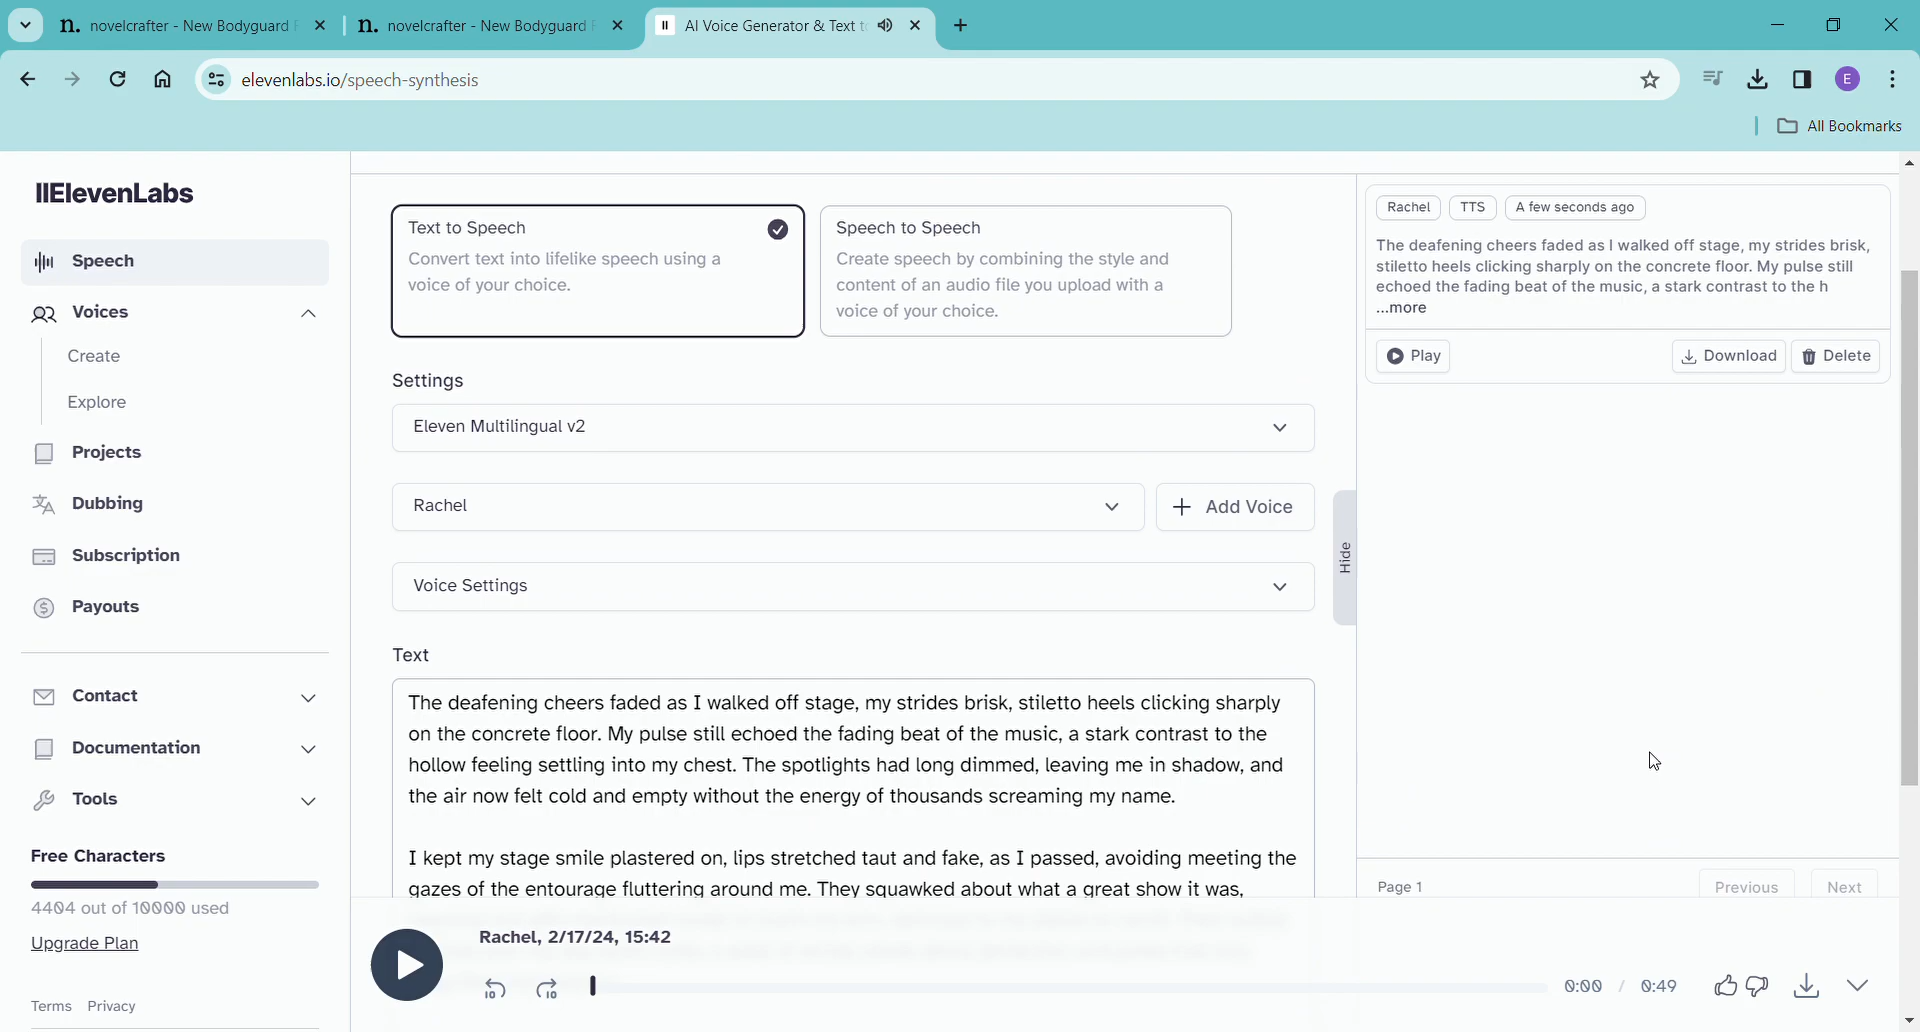 n. novelcrafter - New Bodyguard
n. novelcrafter - New Bodyguard
AI Voice Generator & Text to
elevenlabs.io/speech-synthesis
E
All Bookmarks
IIElevenLabs
Speech
Voices
Create
Explore
Projects
Dubbing
Subscription
Payouts
Contact
Documentation
Tools
Free Characters
4404 out of 10000 used
Upgrade Plan
Terms Privacy
Text to Speech
Convert text into lifelike speech using a
voice of your choice.
Speech to Speech
Create speech by combining the style and
content of an audio file you upload with a
voice of your choice.
Settings
Eleven Multilingual v2
Rachel
+ Add Voice
Voice Settings
Text
The deafening cheers faded as I walked off stage, my strides brisk, stiletto heels clicking sharply
on the concrete floor. My pulse still echoed the fading beat of the music, a stark contrast to the
hollow feeling settling into my chest. The spotlights had long dimmed, leaving me in shadow, and
the air now felt cold and empty without the energy of thousands screaming my name.
I kept my stage smile plastered on, lips stretched taut and fake, as I passed, avoiding meeting the
gazes of the entourage fluttering around me. They squawked about what a great show it was,
Hide
Rachel TTS A few seconds ago
The deafening cheers faded as I walked off stage, my strides brisk,
stiletto heels clicking sharply on the concrete floor. My pulse still
echoed the fading beat of the music, a stark contrast to the h
...more
Play Download Delete
Page 1 Previous Next
Rachel, 2/17/24, 15:42
10 10 0:00 / 0:49